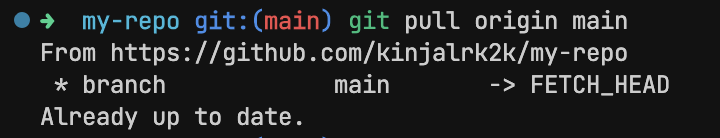 ➜ my-repo git:(main) git pull origin main
From https://github.com/kinjalrk2k/my-repo
* branch main -> FETCH_HEAD
Already up to date.